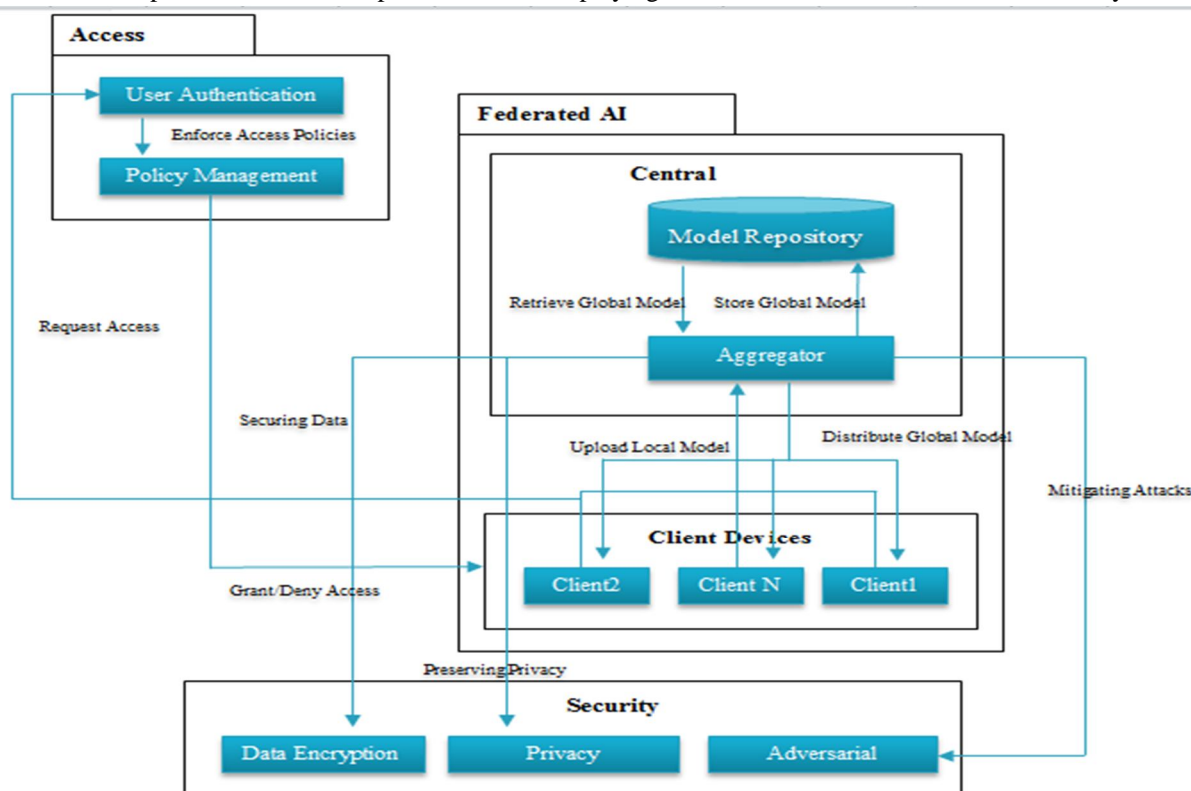 Access
User Authentication
Enforce Access Policies
Policy Management
Federated AI
Central
Model Repository
Retrieve Global Model
Store Global Model
Request Access
Aggregator
Securing Data
Upload Local Model
Distribute Global Model
Mitigating Attacks
Client Devices
Client2
Client N
Client1
Grant/Deny Access
Preserving Privacy
Security
Data Encryption
Privacy
Adversarial